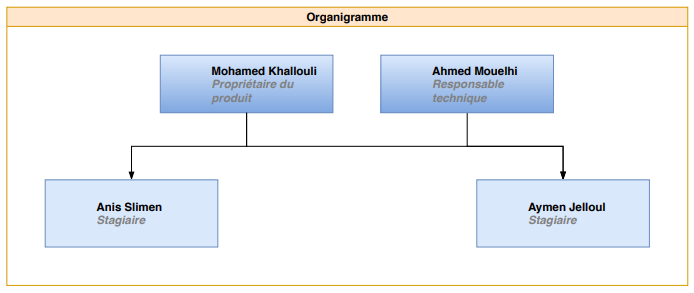 Organigramme
Mohamed Khallouli
Propriétaire du
produit
Ahmed Mouelhi
Responsable
technique
Anis Slimen
Stagiaire
Aymen Jelloul
Stagiaire